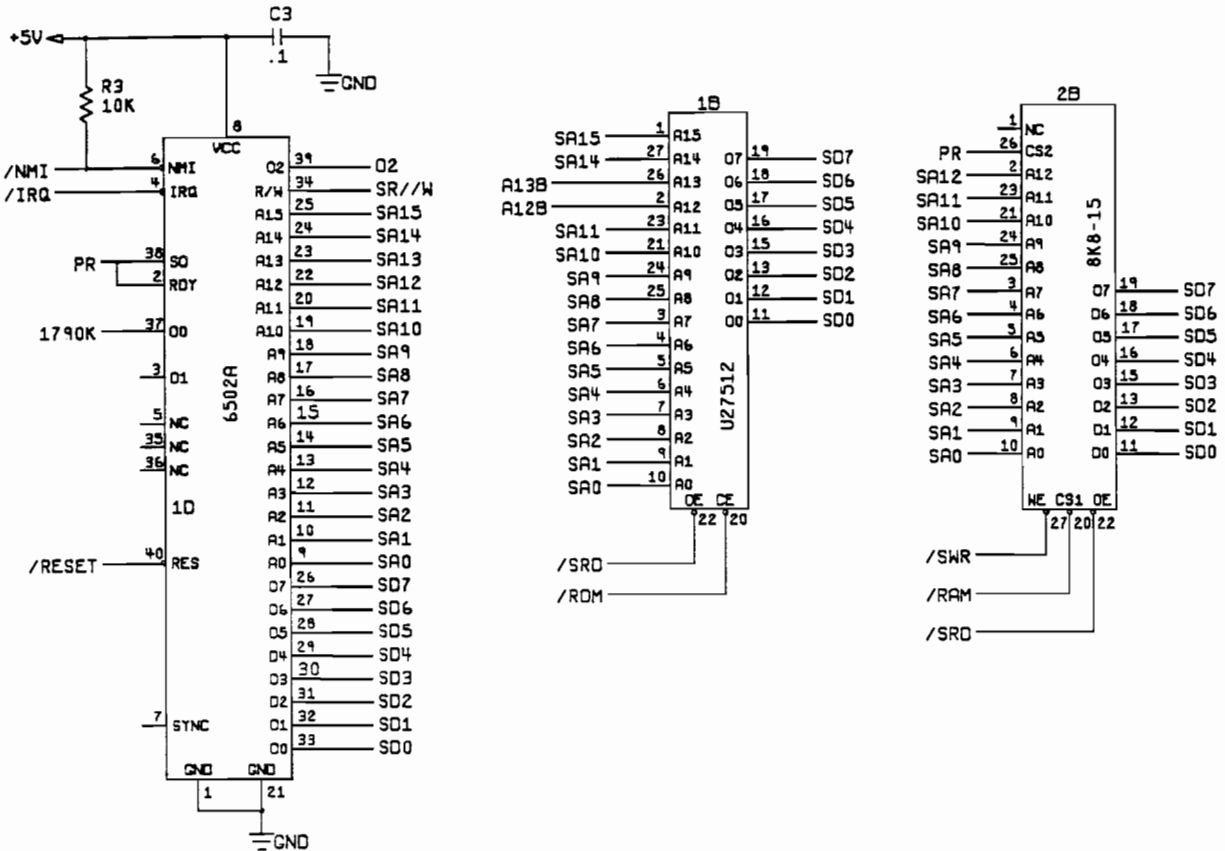 C3
+5V
.1
GND
R3
10K
8
VCC
/NMI 6 NMI O2 39 O2
/IRQ 4 IRQ R/W 34 SR//W
A15 25 SA15
A14 24 SA14
PR 38 SO A13 23 SA13
2 RDY A12 22 SA12
A11 20 SA11
1790K 37 O0 A10 19 SA10
A9 18 SA9
3 O1 A8 17 SA8
A7 16 SA7
5 NC A6 15 SA6
35 NC A5 14 SA5
36 NC A4 13 SA4
A3 12 SA3
6502A
1D
A2 11 SA2
A1 10 SA1
/RESET 40 RES A0 9 SA0
D7 26 SD7
D6 27 SD6
D5 28 SD5
D4 29 SD4
D3 30 SD3
D2 31 SD2
7 SYNC D1 32 SD1
D0 33 SD0
GND GND
1 21
GND
1B
SA15 1 A15
SA14 27 A14 O7 19 SD7
A13B 26 A13 O6 18 SD6
A12B 2 A12 O5 17 SD5
SA11 23 A11 O4 16 SD4
SA10 21 A10 O3 15 SD3
SA9 24 A9 O2 13 SD2
SA8 25 A8 O1 12 SD1
SA7 3 A7 O0 11 SD0
SA6 4 A6
SA5 5 A5
SA4 6 A4
SA3 7 A3
SA2 8 A2
SA1 9 A1
SA0 10 A0
U27512
OE CE
22 20
/SRD
/ROM
2B
1 NC
PR 26 CS2
SA12 2 A12
SA11 23 A11
SA10 21 A10
SA9 24 A9
SA8 25 A8
SA7 3 A7 O7 19 SD7
SA6 4 A6 D6 18 SD6
SA5 5 A5 O5 17 SD5
SA4 6 A4 O4 16 SD4
SA3 7 A3 O3 15 SD3
SA2 8 A2 D2 13 SD2
SA1 9 A1 D1 12 SD1
SA0 10 A0 D0 11 SD0
8K8-15
WE CS1 OE
27 20 22
/SWR
/RAM
/SRD